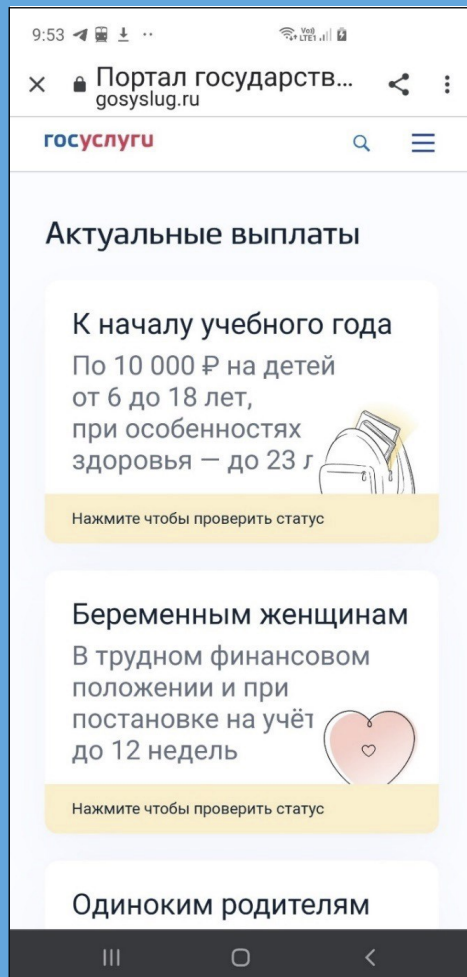 9:53
Портал государств...
gosyslug.ru
госуслуги
Актуальные выплаты
К началу учебного года
По 10 000 ₽ на детей
от 6 до 18 лет,
при особенностях
здоровья — до 23 л
Нажмите чтобы проверить статус
Беременным женщинам
В трудном финансовом
положении и при
постановке на учёт
до 12 недель
Нажмите чтобы проверить статус
Одиноким родителям